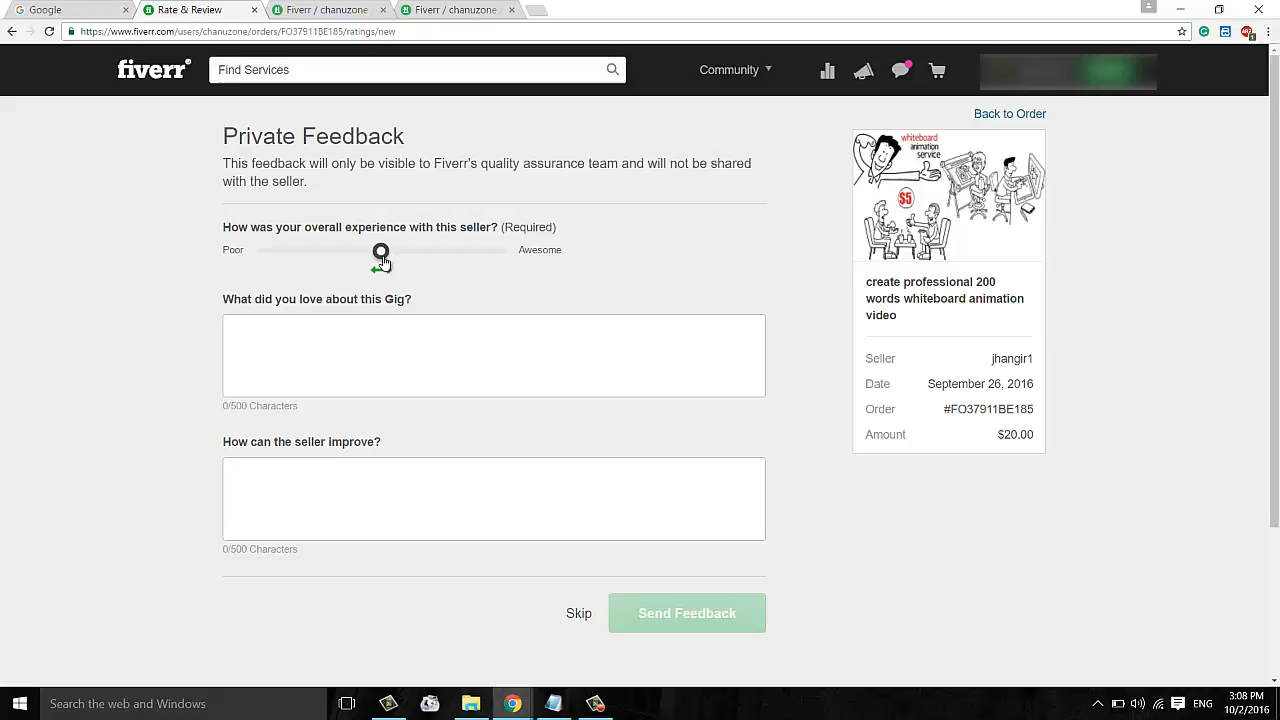 Google
Rate & Review
Fiverr / chanuzone
Fiverr / chanuzone
https://www.fiverr.com/users/chanuzone/orders/FO37911BE185/ratings/new
fiverr
Find Services
Community
Back to Order
Private Feedback
This feedback will only be visible to Fiverr's quality assurance team and will not be shared
with the seller.
How was your overall experience with this seller? (Required)
Poor
Awesome
What did you love about this Gig?
0/500 Characters
How can the seller improve?
0/500 Characters
Skip
Send Feedback
whiteboard
animation
service
$5
create professional 200
words whiteboard animation
video
Seller jhangir1
Date September 26, 2016
Order #FO37911BE185
Amount $20.00
Search the web and Windows
ENG
3:08 PM
10/2/2016